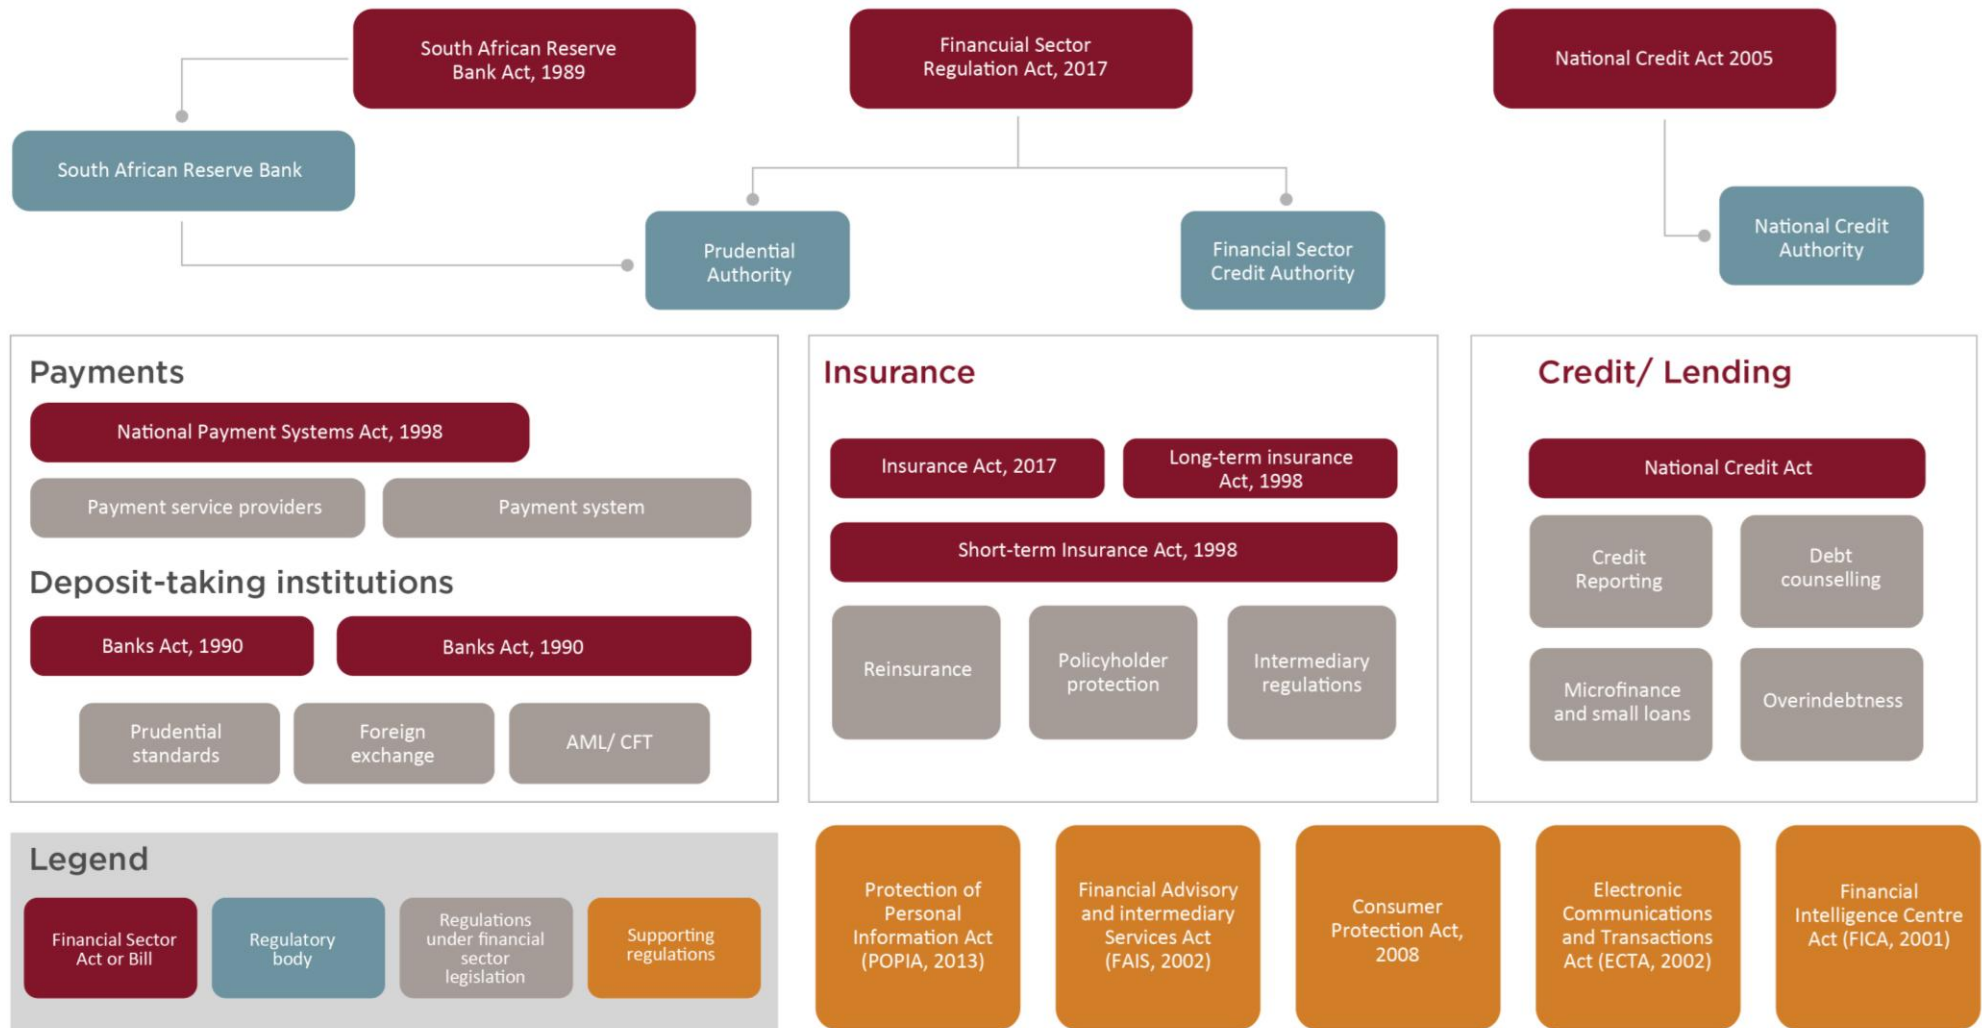 South African Reserve
Bank Act, 1989
Financuial Sector
Regulation Act, 2017
National Credit Act 2005
South African Reserve Bank
Prudential
Authority
Financial Sector
Credit Authority
National Credit
Authority
Payments
National Payment Systems Act, 1998
Payment service providers
Payment system
Deposit-taking institutions
Banks Act, 1990
Banks Act, 1990
Prudential
standards
Foreign
exchange
AML/ CFT
Insurance
Insurance Act, 2017
Long-term insurance
Act, 1998
Short-term Insurance Act, 1998
Reinsurance
Policyholder
protection
Intermediary
regulations
Credit/ Lending
National Credit Act
Credit
Reporting
Debt
counselling
Microfinance
and small loans
Overindebtness
Legend
Financial Sector
Act or Bill
Regulatory
body
Regulations
under financial
sector
legislation
Supporting
regulations
Protection of
Personal
Information Act
(POPIA, 2013)
Financial Advisory
and intermediary
Services Act
(FAIS, 2002)
Consumer
Protection Act,
2008
Electronic
Communications
and Transactions
Act (ECTA, 2002)
Financial
Intelligence Centre
Act (FICA, 2001)